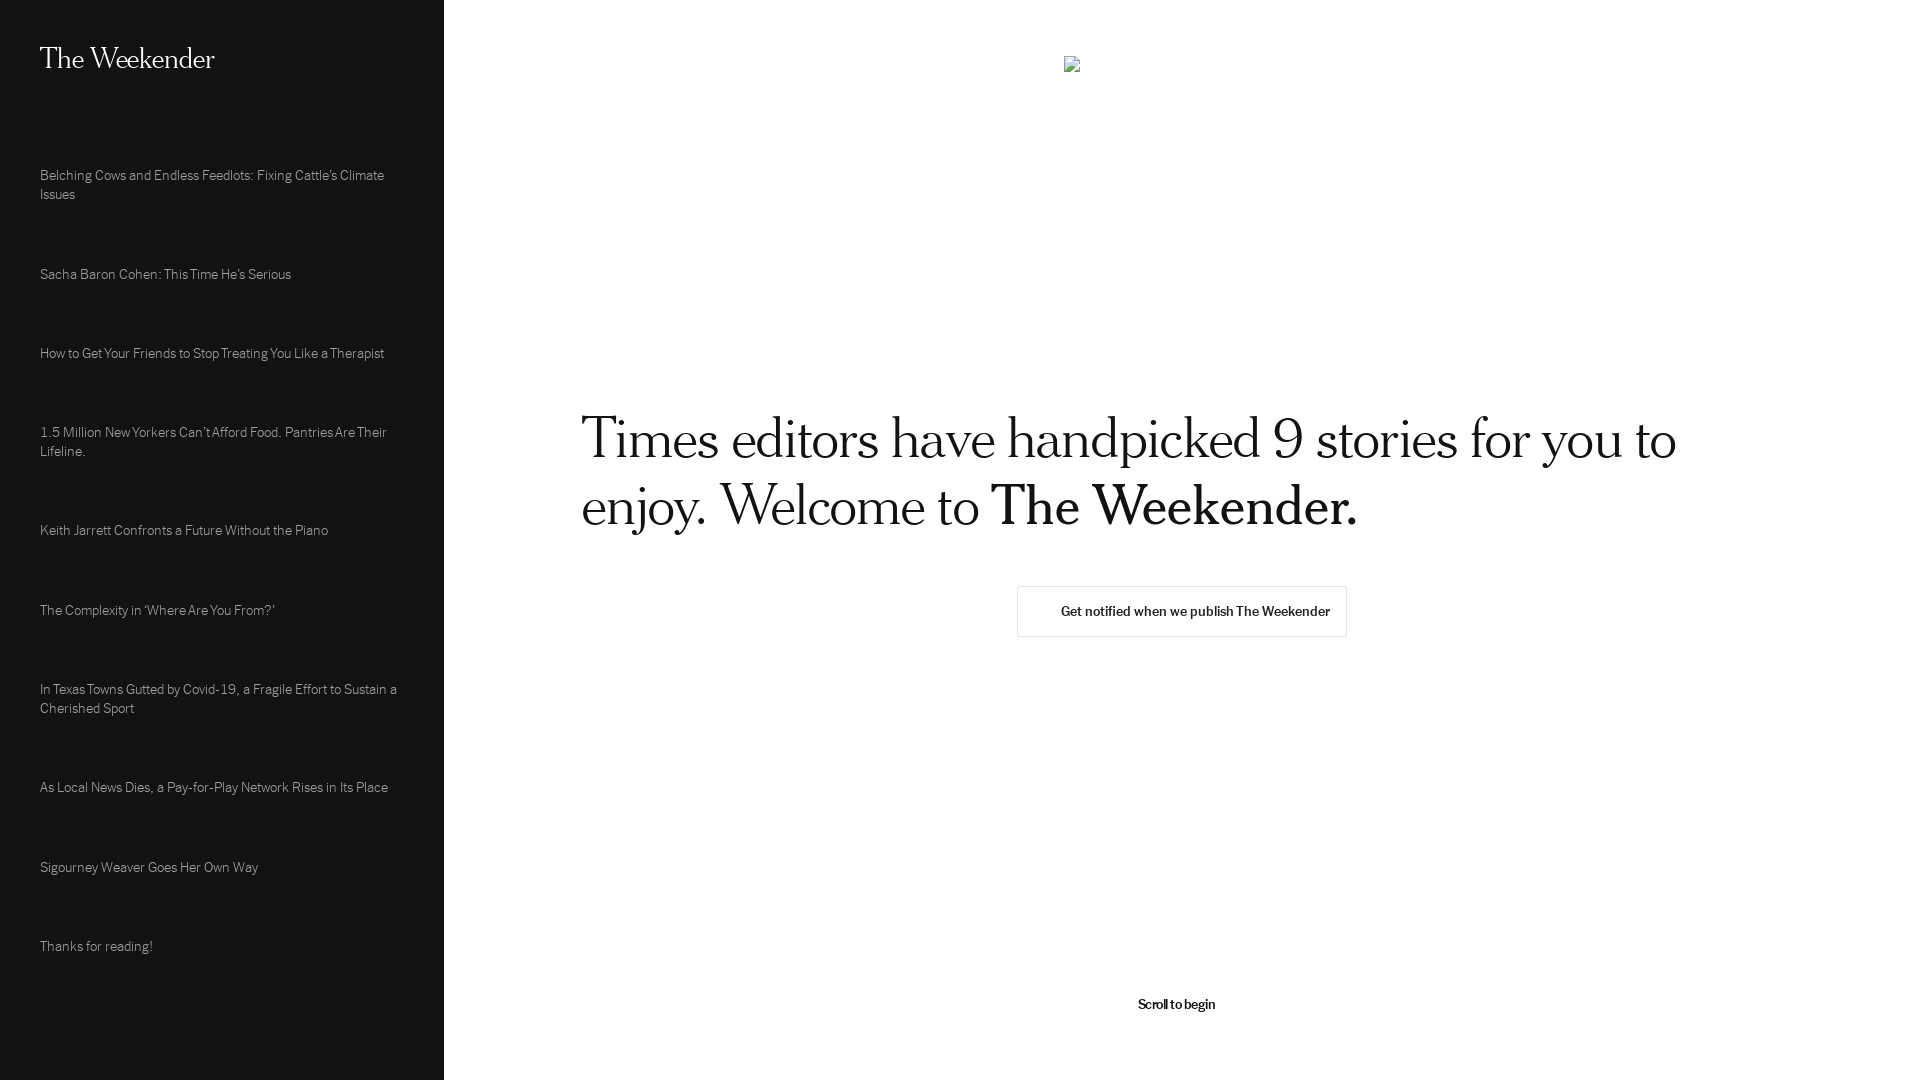 The Weekender
Belching Cows and Endless Feedlots: Fixing Cattle’s Climate
Issues
Sacha Baron Cohen: This Time He’s Serious
How to Get Your Friends to Stop Treating You Like a Therapist
1.5 Million New Yorkers Can’t Afford Food. Pantries Are Their
Lifeline.
Keith Jarrett Confronts a Future Without the Piano
The Complexity in ‘Where Are You From?’
In Texas Towns Gutted by Covid-19, a Fragile Effort to Sustain a
Cherished Sport
As Local News Dies, a Pay-for-Play Network Rises in Its Place
Sigourney Weaver Goes Her Own Way
Thanks for reading!
Times editors have handpicked 9 stories for you to
enjoy. Welcome to The Weekender.
Get notified when we publish The Weekender
Scroll to begin